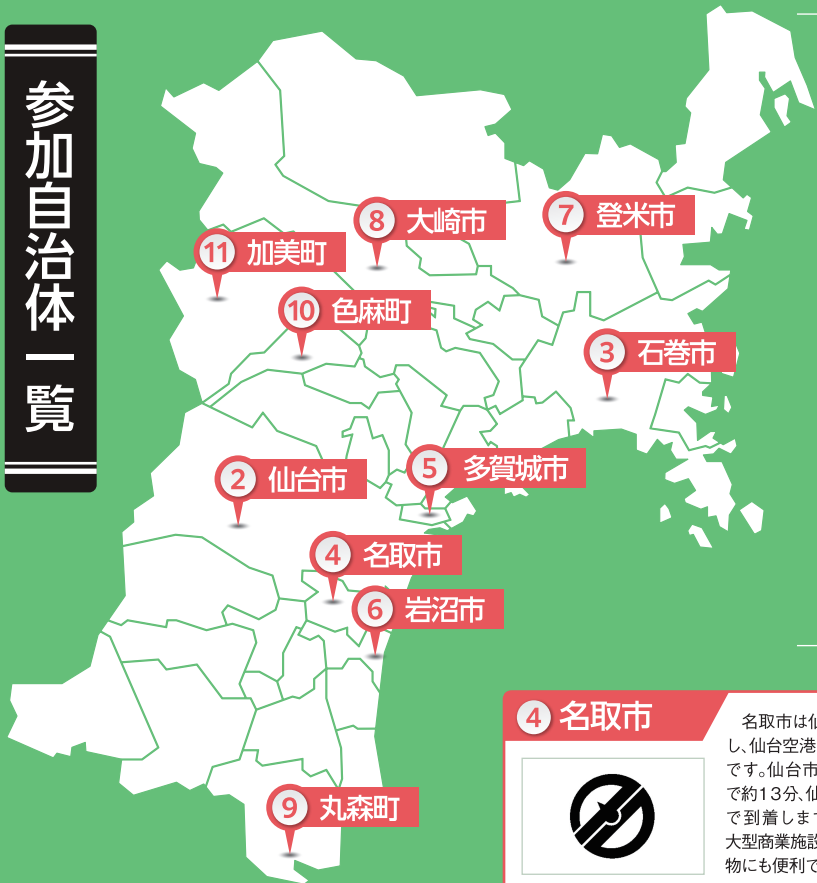 参加自治体一覧
⑧ 大崎市
⑦ 登米市
⑪ 加美町
⑩ 色麻町
③ 石巻市
② 仙台市
⑤ 多賀城市
④ 名取市
⑥ 岩沼市
⑨ 丸森町
④ 名取市
名取市は仙
し、仙台空港
です。仙台市
で約13分、仙
で到着します
大型商業施設
物にも便利で